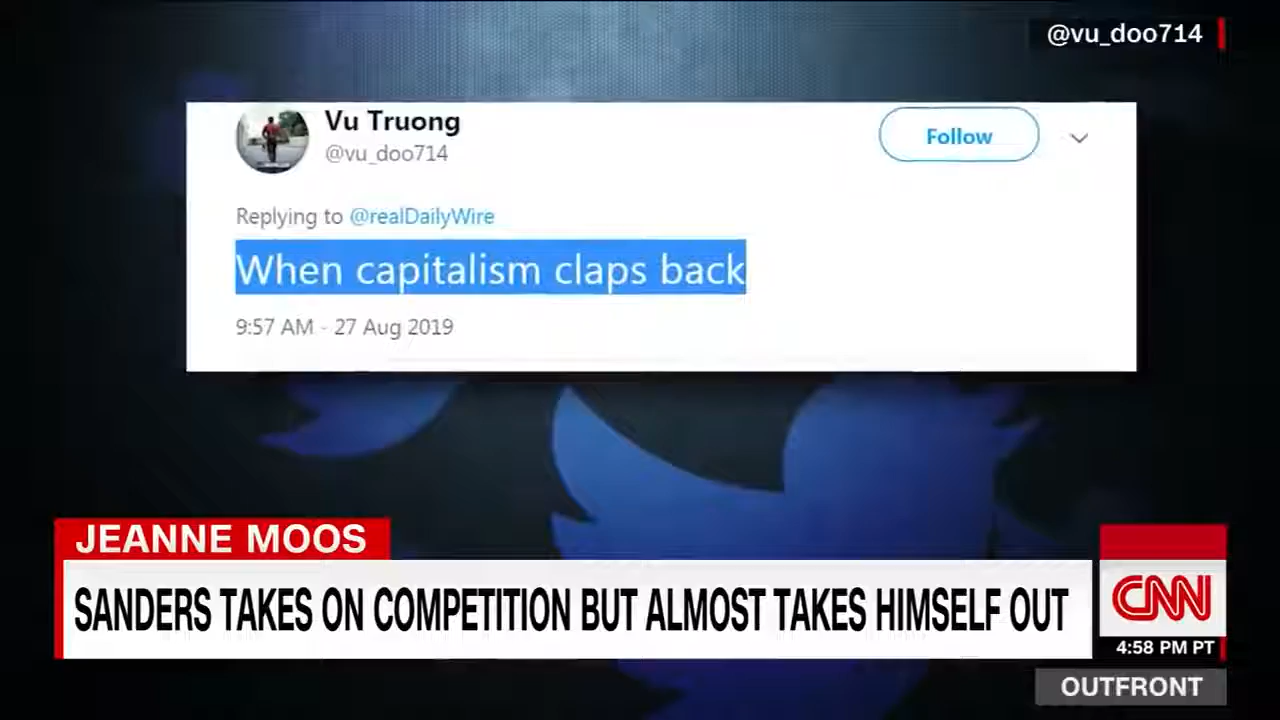 @vu_doo714
Vu Truong
@vu_doo714
Follow
Replying to @realDailyWire
When capitalism claps back
9:57 AM - 27 Aug 2019
JEANNE MOOS
SANDERS TAKES ON COMPETITION BUT ALMOST TAKES HIMSELF OUT
CNN
4:58 PM PT
OUTFRONT